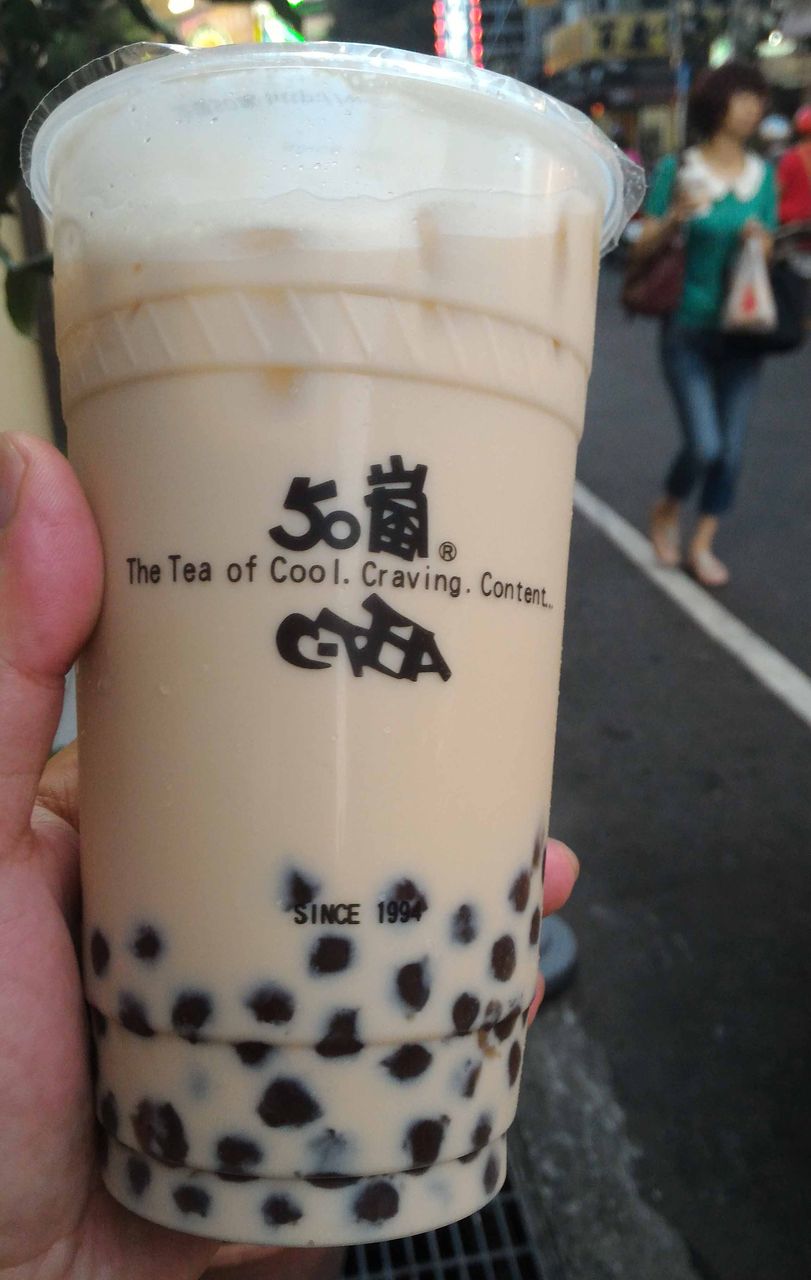 50嵐®
The Tea of Cool. Craving. Content..
SINCE 1994